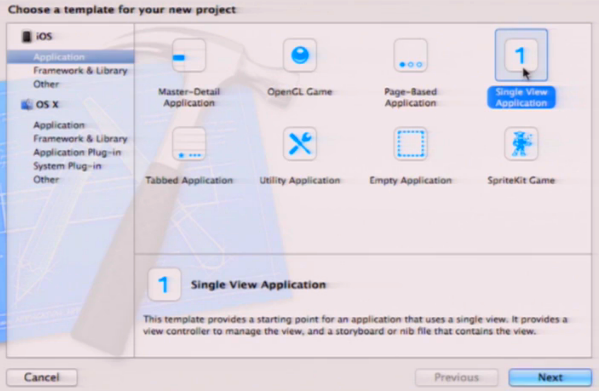 Choose a template for your new project
iOS
Application
Framework & Library
Other
OS X
Application
Framework & Library
Application Plug-in
System Plug-in
Other
Master-Detail
Application
OpenGL Game
Page-Based
Application
1
Single View
Application
Tabbed Application
Utility Application
Empty Application
SpriteKit Game
1
Single View Application
This template provides a starting point for an application that uses a single view. It provides a
view controller to manage the view, and a storyboard or nib file that contains the view.
Cancel
Previous
Next